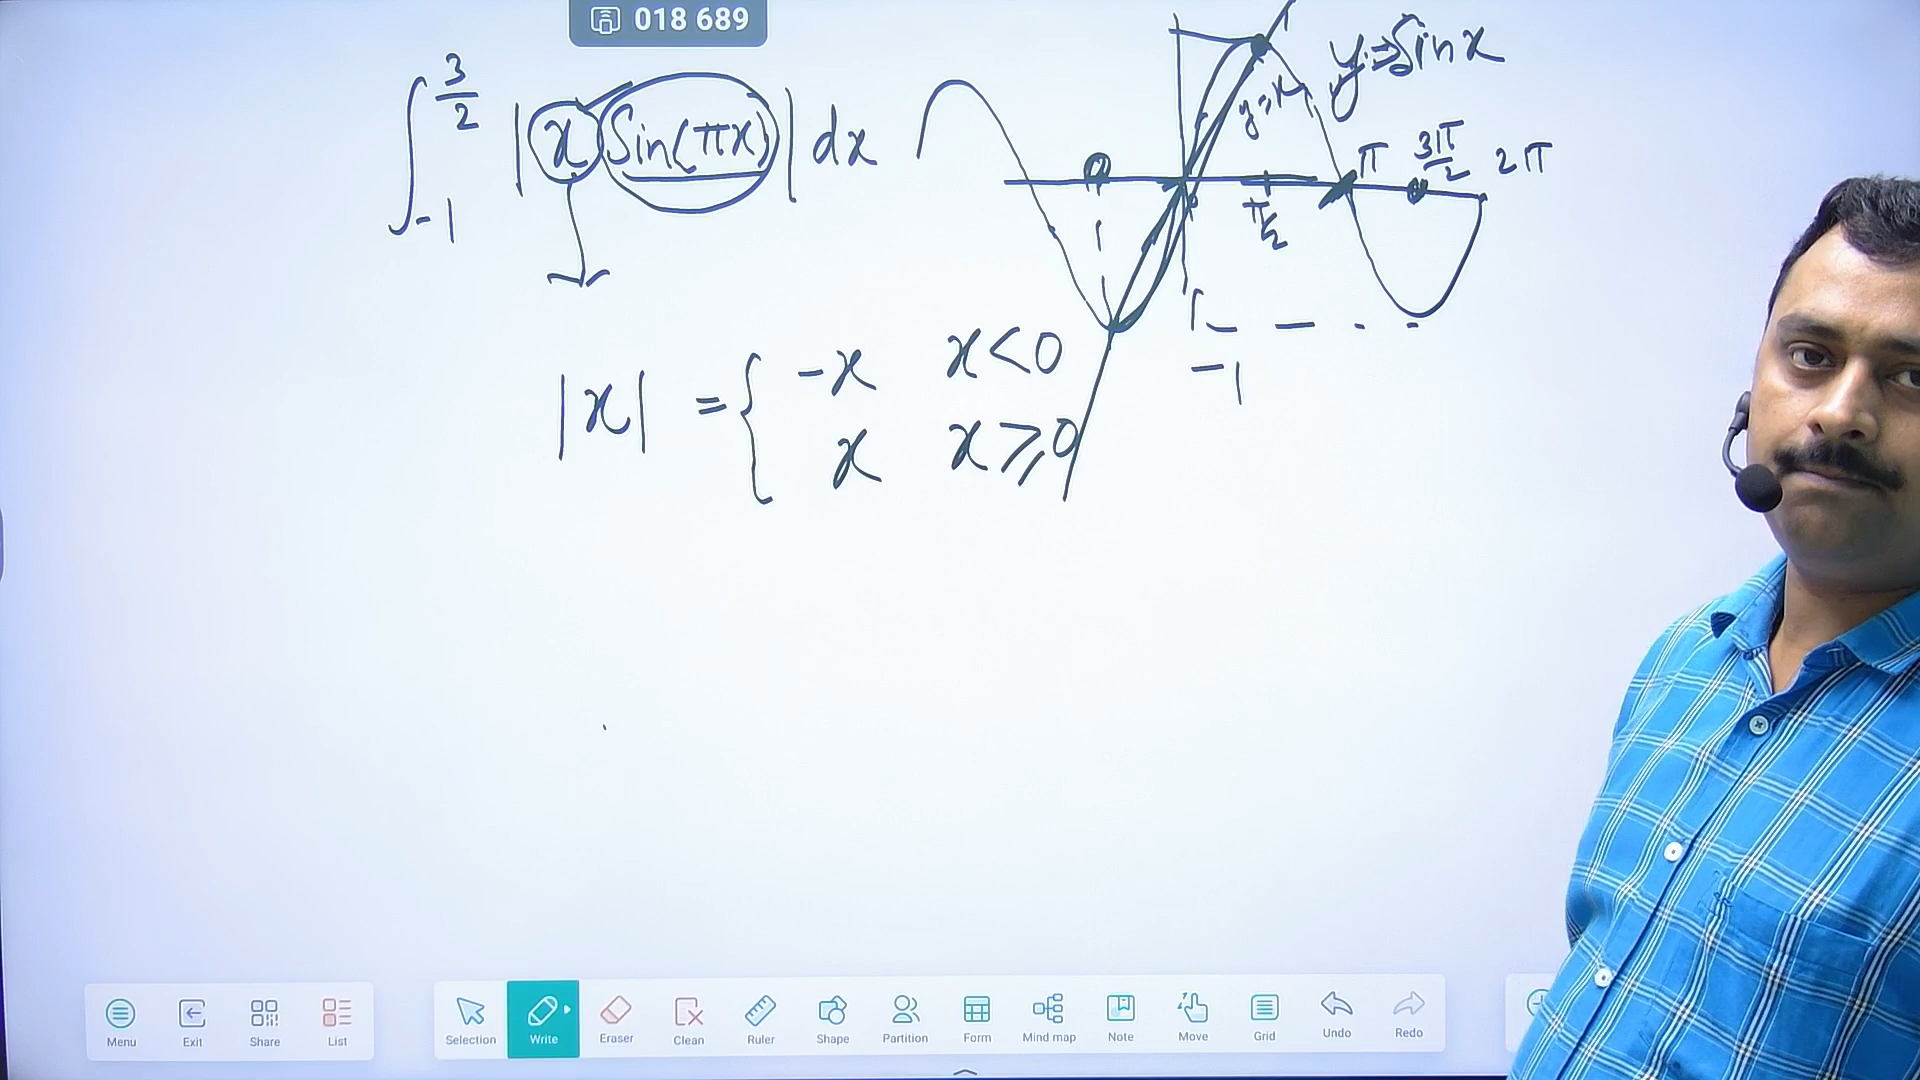 018 689
∫_{-1}^{3/2} |x Sin(πx)| dx
y = Sin x
y = x
π 3π/2 2π
π/2
-1
|x| = { -x x<0
x x⩾0
Menu Exit Share List Selection Write Eraser Clean Ruler Shape Partition Form Mind map Note Move Grid Undo Redo